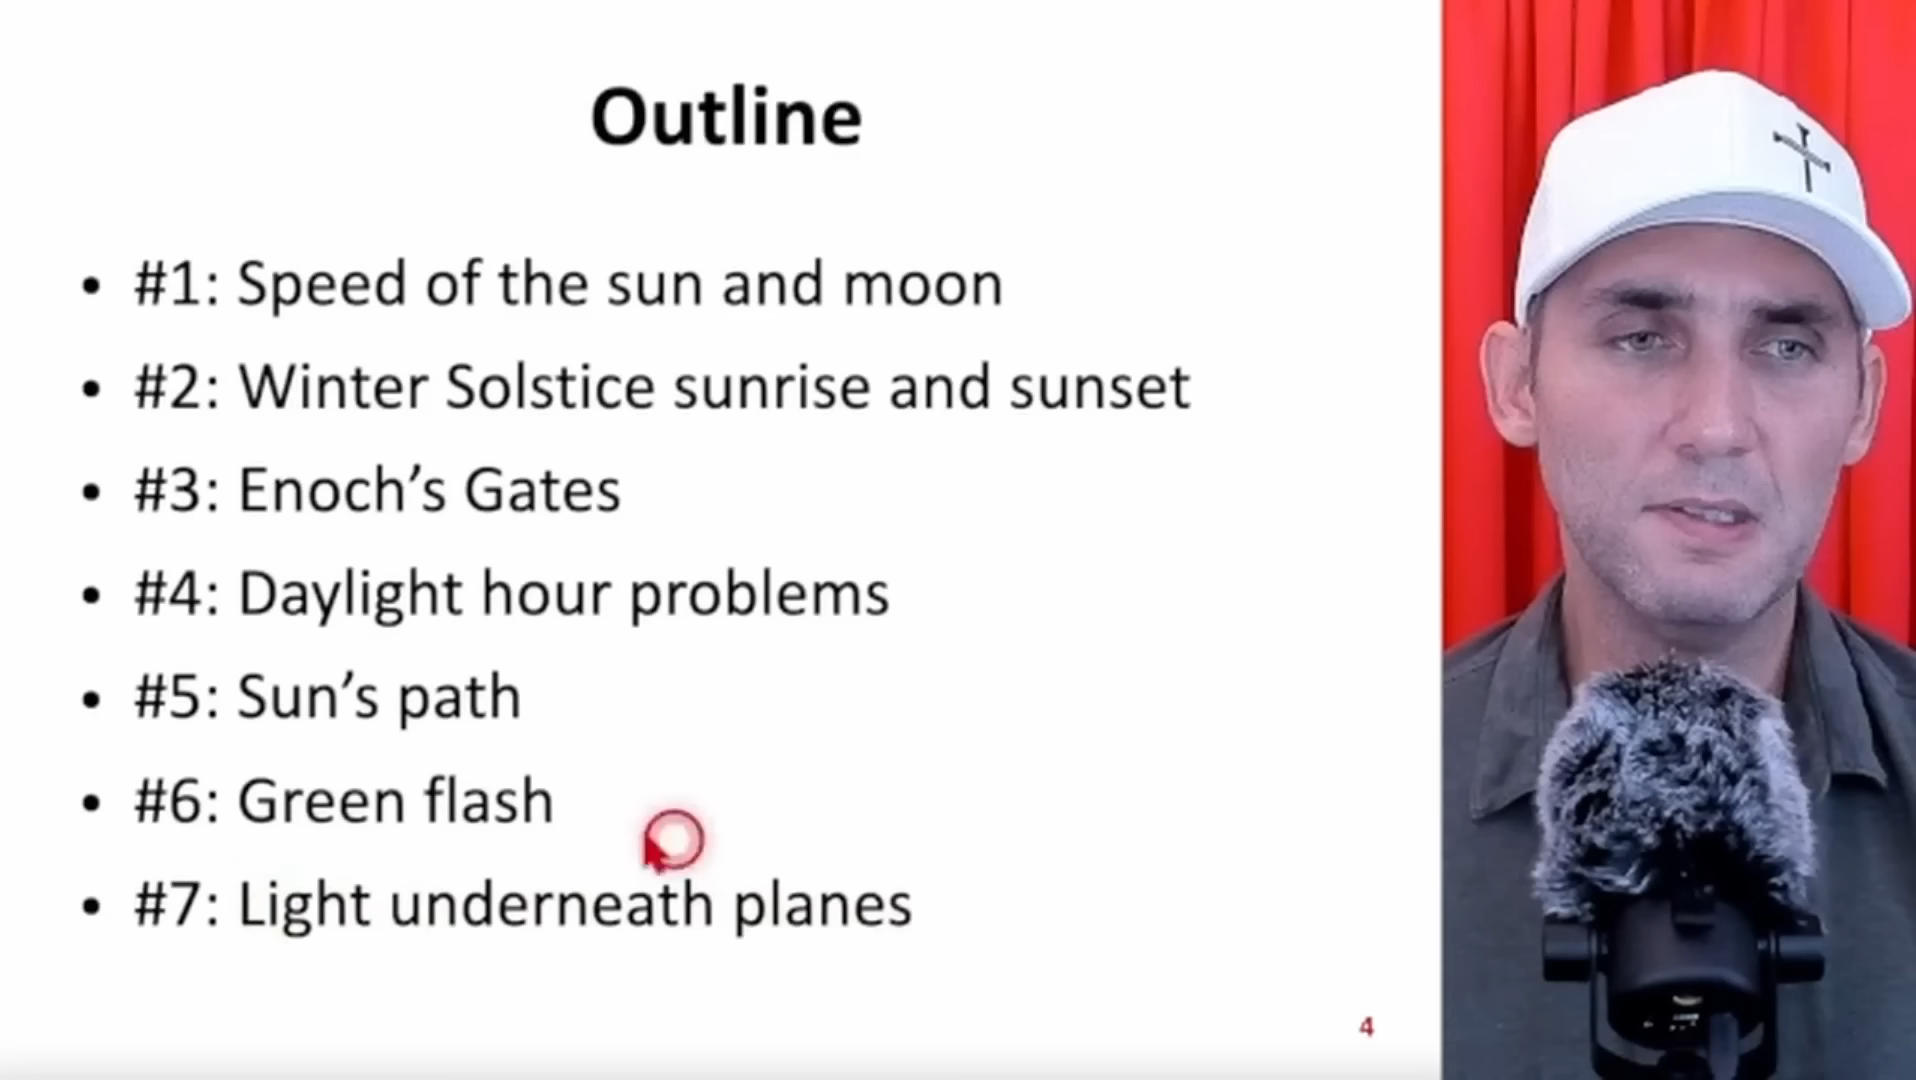 Outline
• #1: Speed of the sun and moon
• #2: Winter Solstice sunrise and sunset
• #3: Enoch’s Gates
• #4: Daylight hour problems
• #5: Sun’s path
• #6: Green flash
• #7: Light underneath planes
4